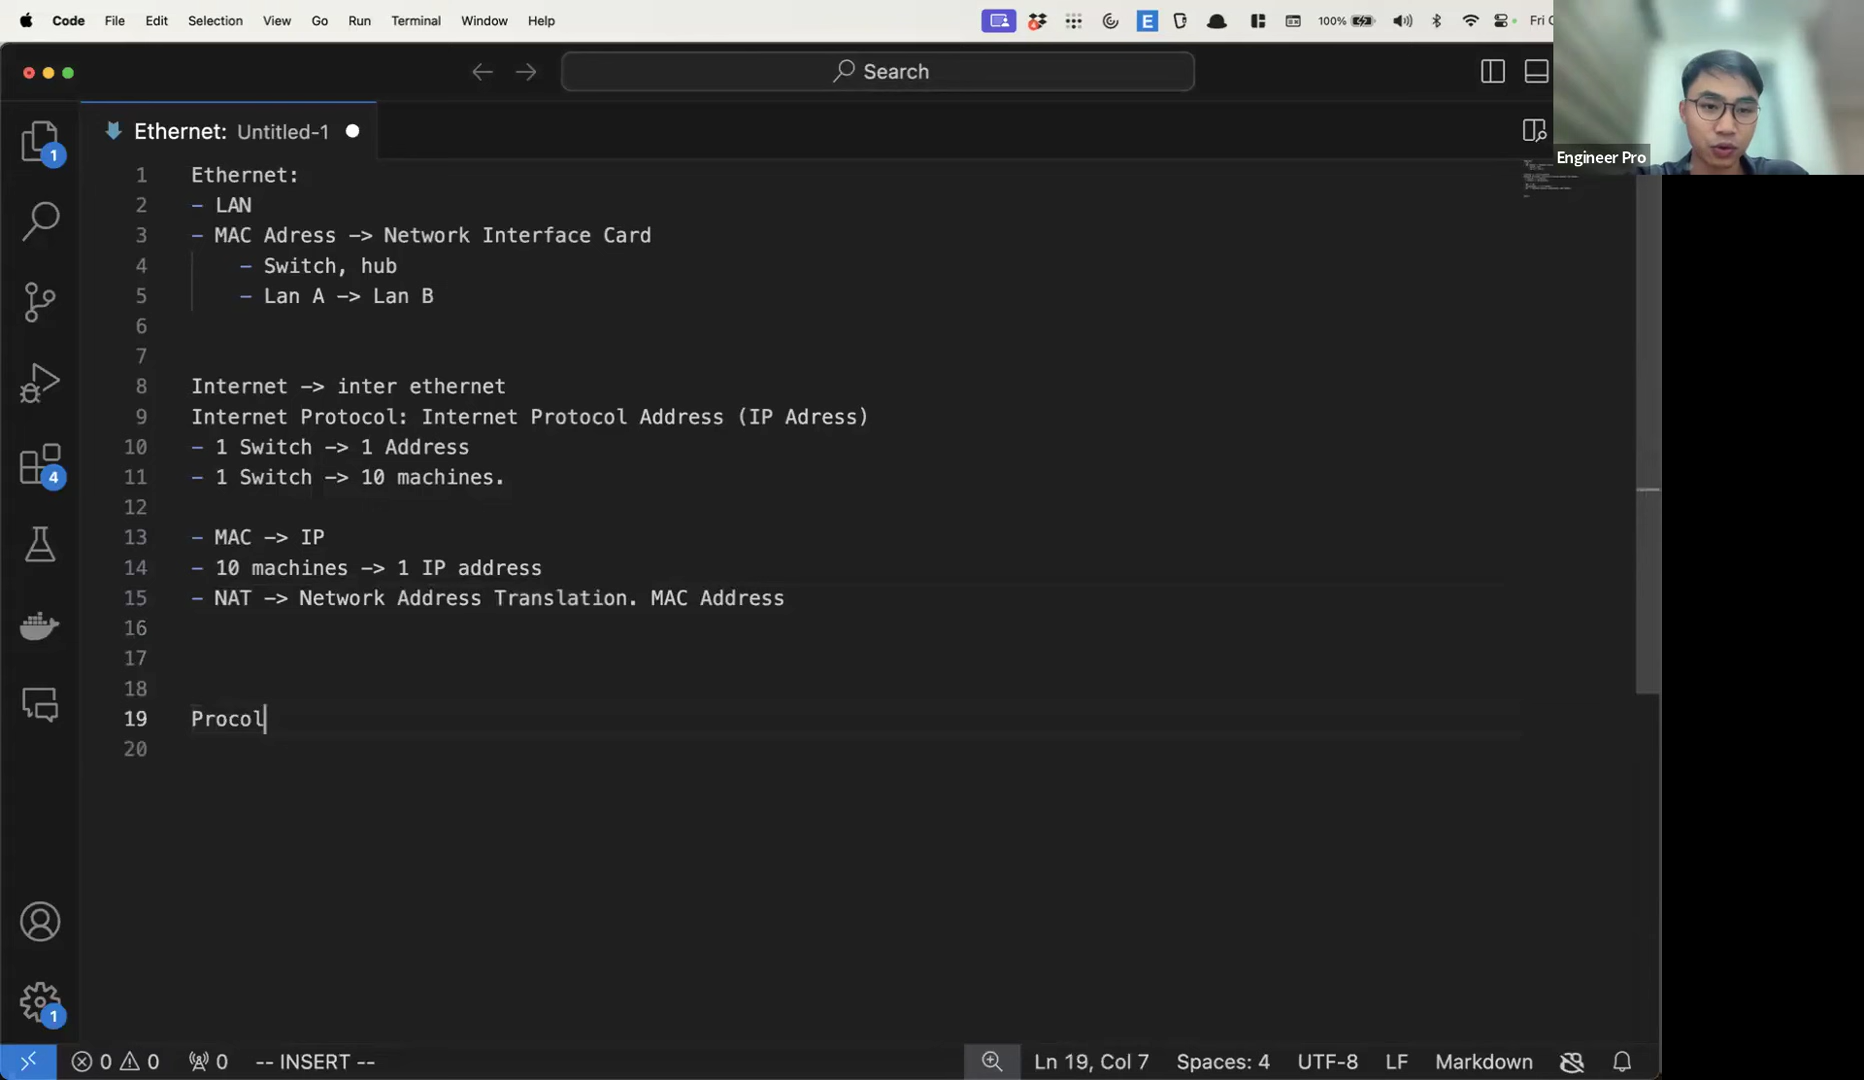 Code File Edit Selection View Go Run Terminal Window Help 100% Fri
Search
Ethernet: Untitled-1
Engineer Pro
1 Ethernet:
2 - LAN
3 - MAC Adress -> Network Interface Card
4 - Switch, hub
5 - Lan A -> Lan B
6
7
8 Internet -> inter ethernet
9 Internet Protocol: Internet Protocol Address (IP Adress)
10 - 1 Switch -> 1 Address
11 - 1 Switch -> 10 machines.
12
13 - MAC -> IP
14 - 10 machines -> 1 IP address
15 - NAT -> Network Address Translation. MAC Address
16
17
18
19 Procol
20
1
4
1
0 0 0 -- INSERT -- Ln 19, Col 7 Spaces: 4 UTF-8 LF Markdown